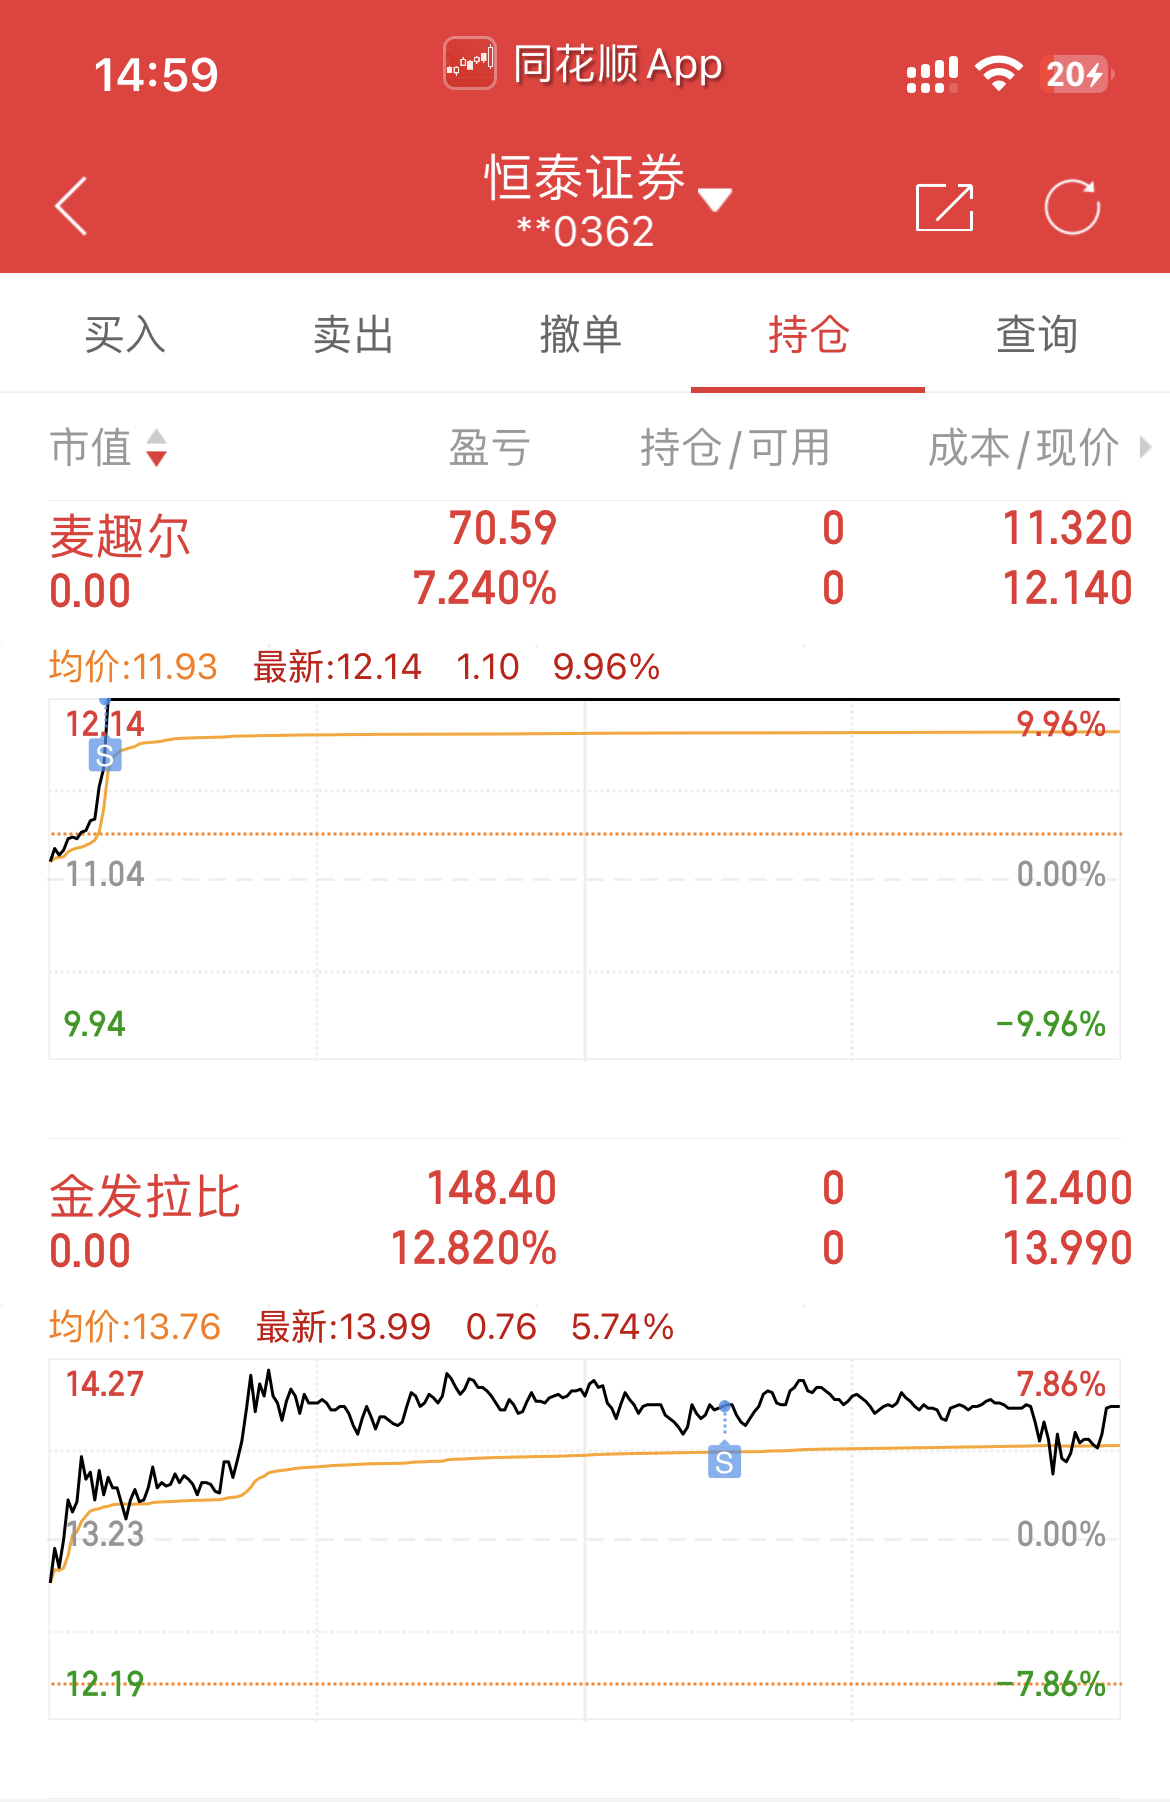 14:59
同花顺 App
20
恒泰证券
**0362
买入 卖出 撤单 持仓 查询
市值 盈亏 持仓/可用 成本/现价
麦趣尔 70.59 0 11.320
0.00 7.240% 0 12.140
均价:11.93 最新:12.14 1.10 9.96%
12.14 9.96%
S
11.04 0.00%
9.94 -9.96%
金发拉比 148.40 0 12.400
0.00 12.820% 0 13.990
均价:13.76 最新:13.99 0.76 5.74%
14.27 7.86%
S
13.23 0.00%
12.19 -7.86%